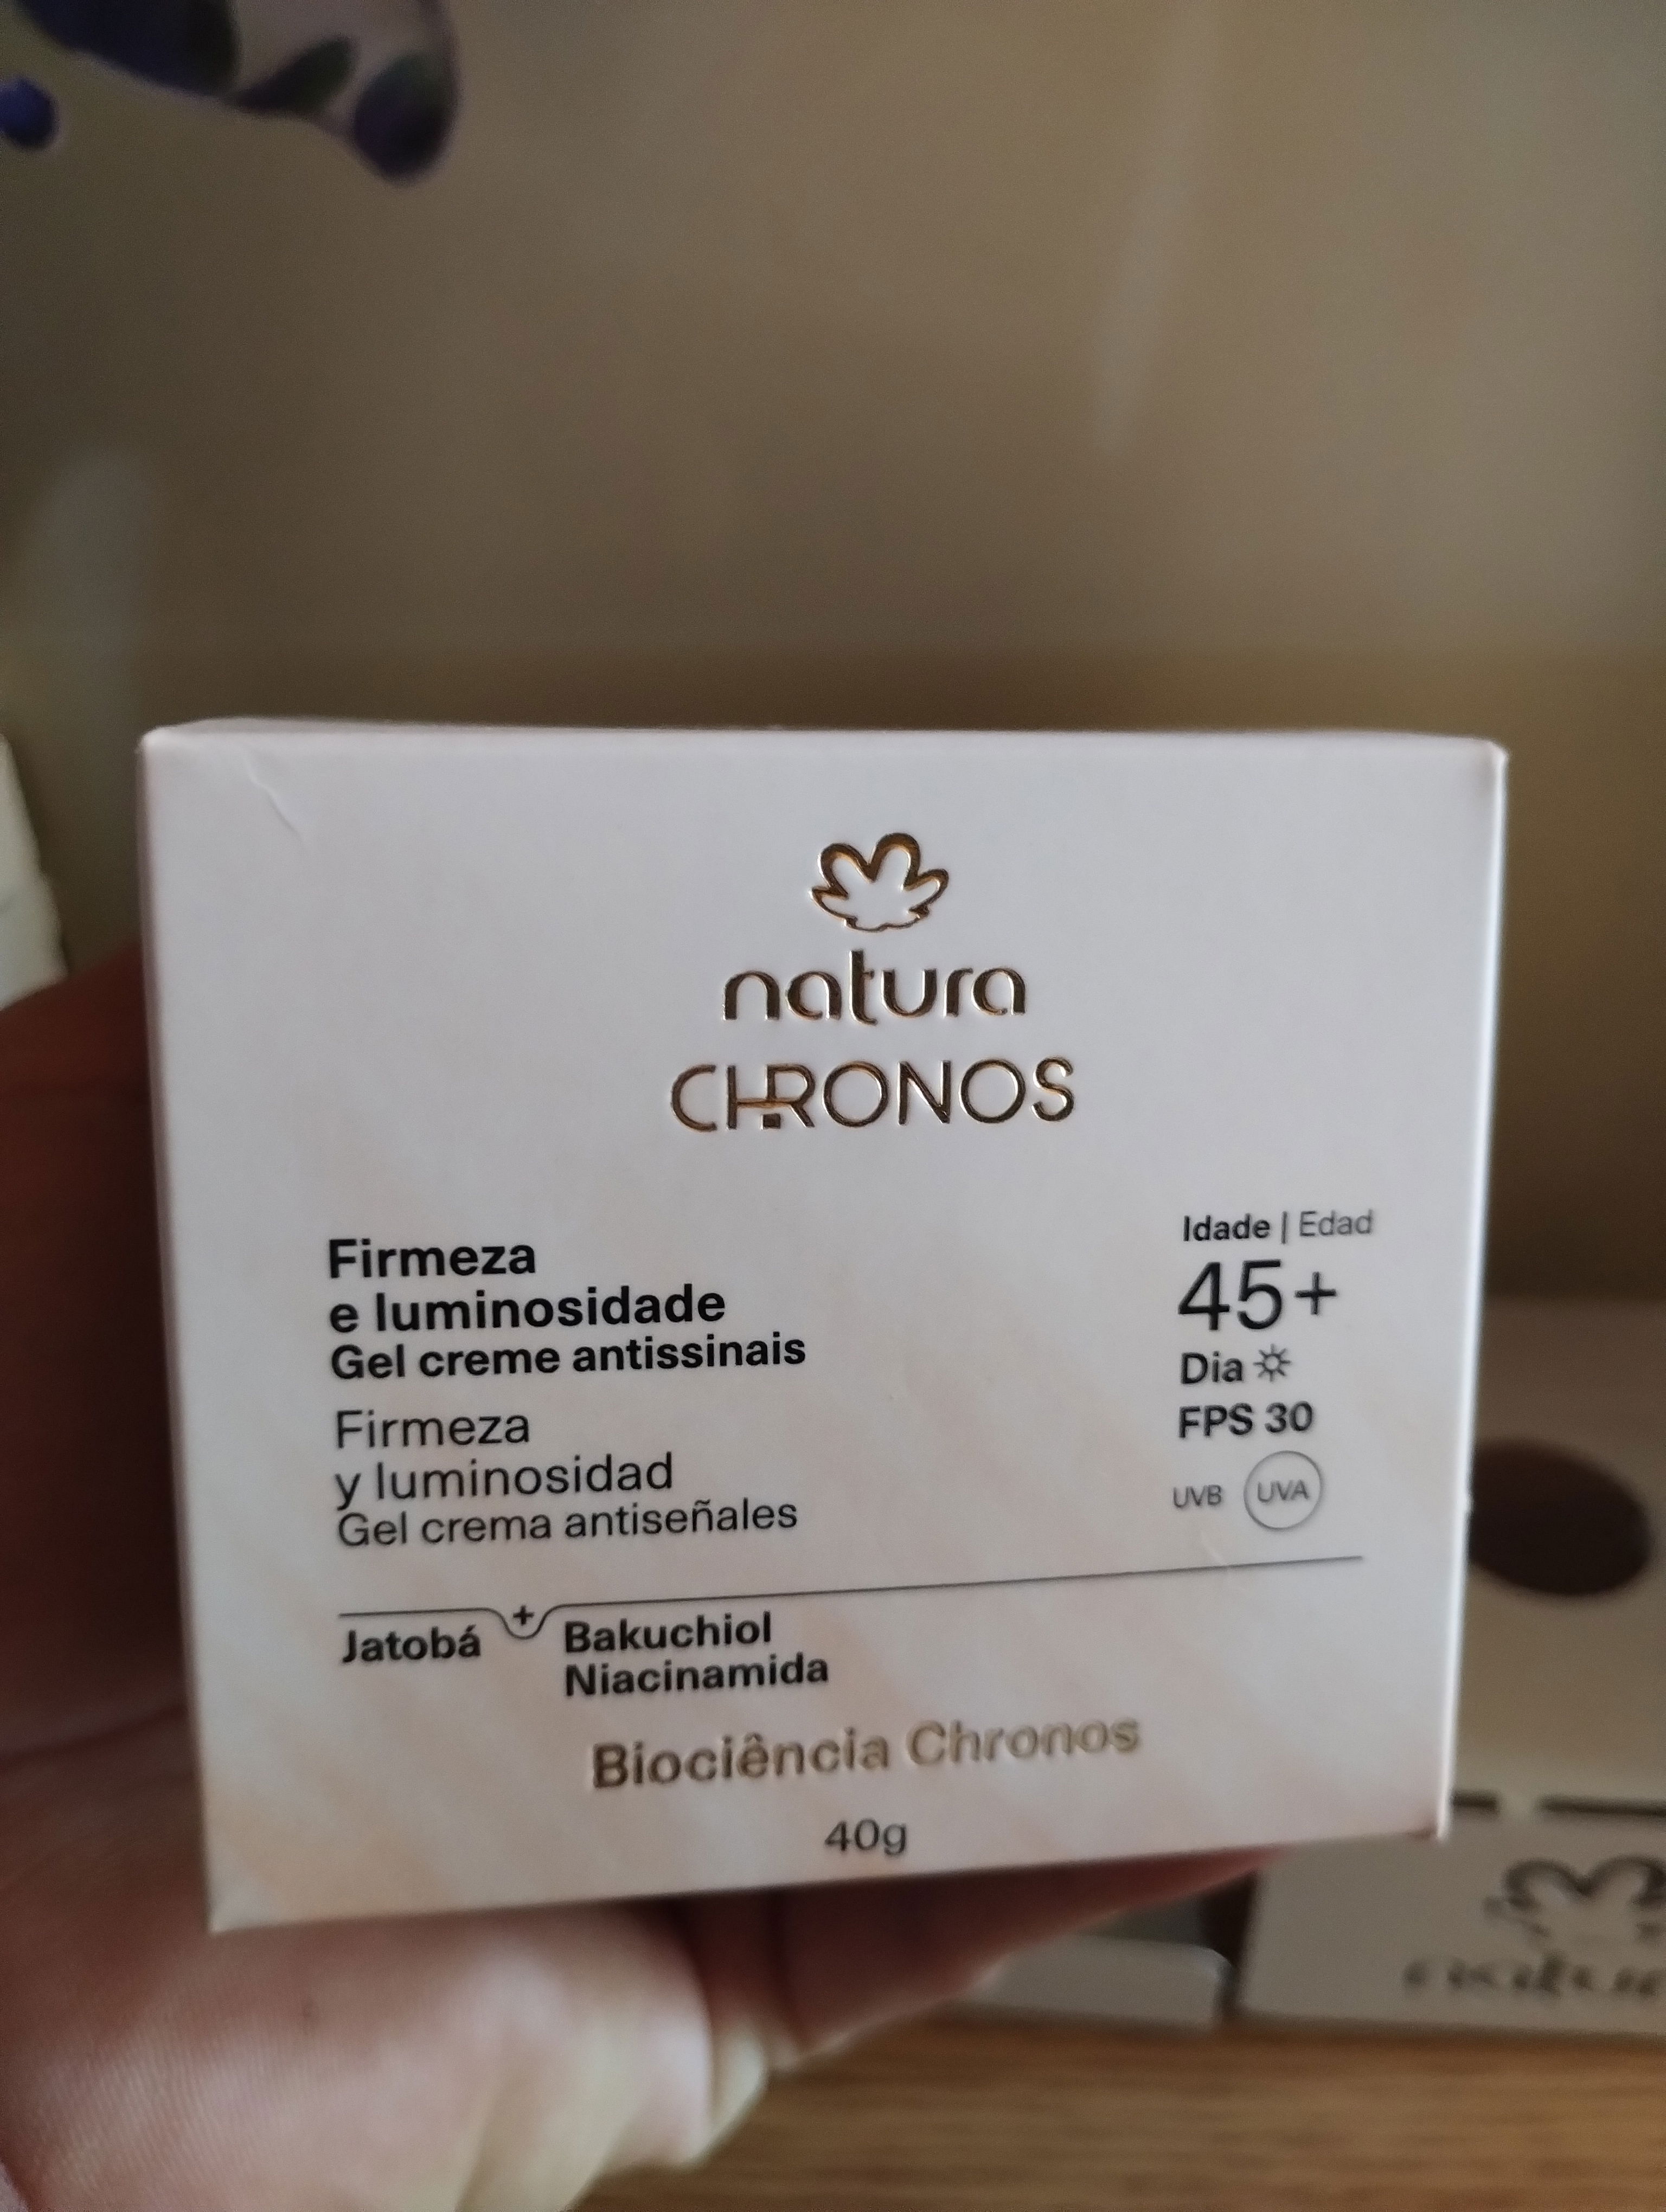 natura
CHRONOS
Firmeza
e luminosidade
Gel creme antissinais
Firmeza
y luminosidad
Gel crema antiseñales
Idade | Edad
45+
Dia
FPS 30
UVB UVA
Jatobá + Bakuchiol
Niacinamida
Biociência Chronos
40g